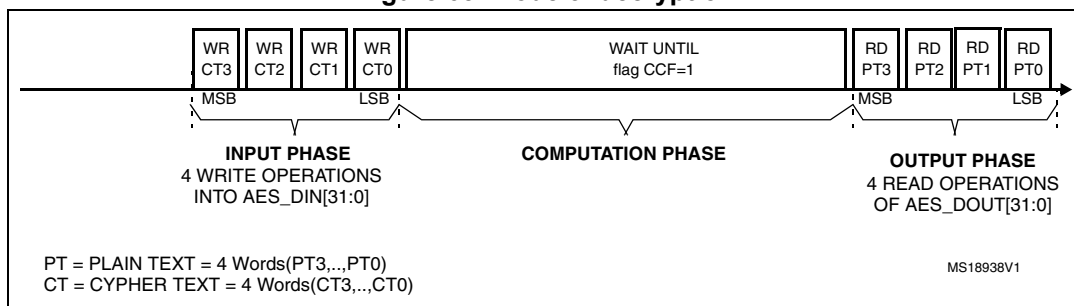 WR CT3 WR CT2 WR CT1 WR CT0 WAIT UNTIL flag CCF=1 RD PT3 RD PT2 RD PT1 RD PT0
MSB LSB MSB LSB
INPUT PHASE
4 WRITE OPERATIONS
INTO AES_DIN[31:0]
COMPUTATION PHASE
OUTPUT PHASE
4 READ OPERATIONS
OF AES_DOUT[31:0]
PT = PLAIN TEXT = 4 Words(PT3,..,PT0)
CT = CYPHER TEXT = 4 Words(CT3,..,CT0)
MS18938V1